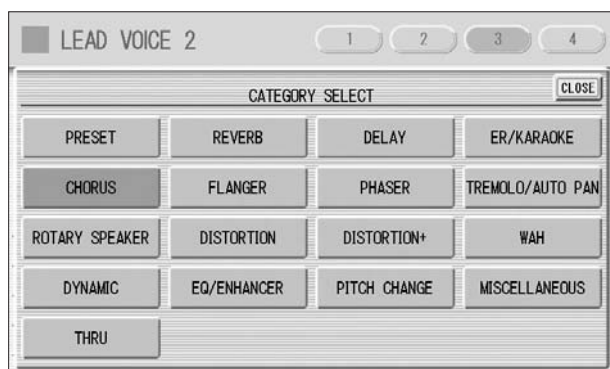 LEAD VOICE 2 1 2 3 4
CATEGORY SELECT CLOSE
PRESET REVERB DELAY ER/KARAOKE
CHORUS FLANGER PHASER TREMOLO/AUTO PAN
ROTARY SPEAKER DISTORTION DISTORTION+ WAH
DYNAMIC EQ/ENHANCER PITCH CHANGE MISCELLANEOUS
THRU